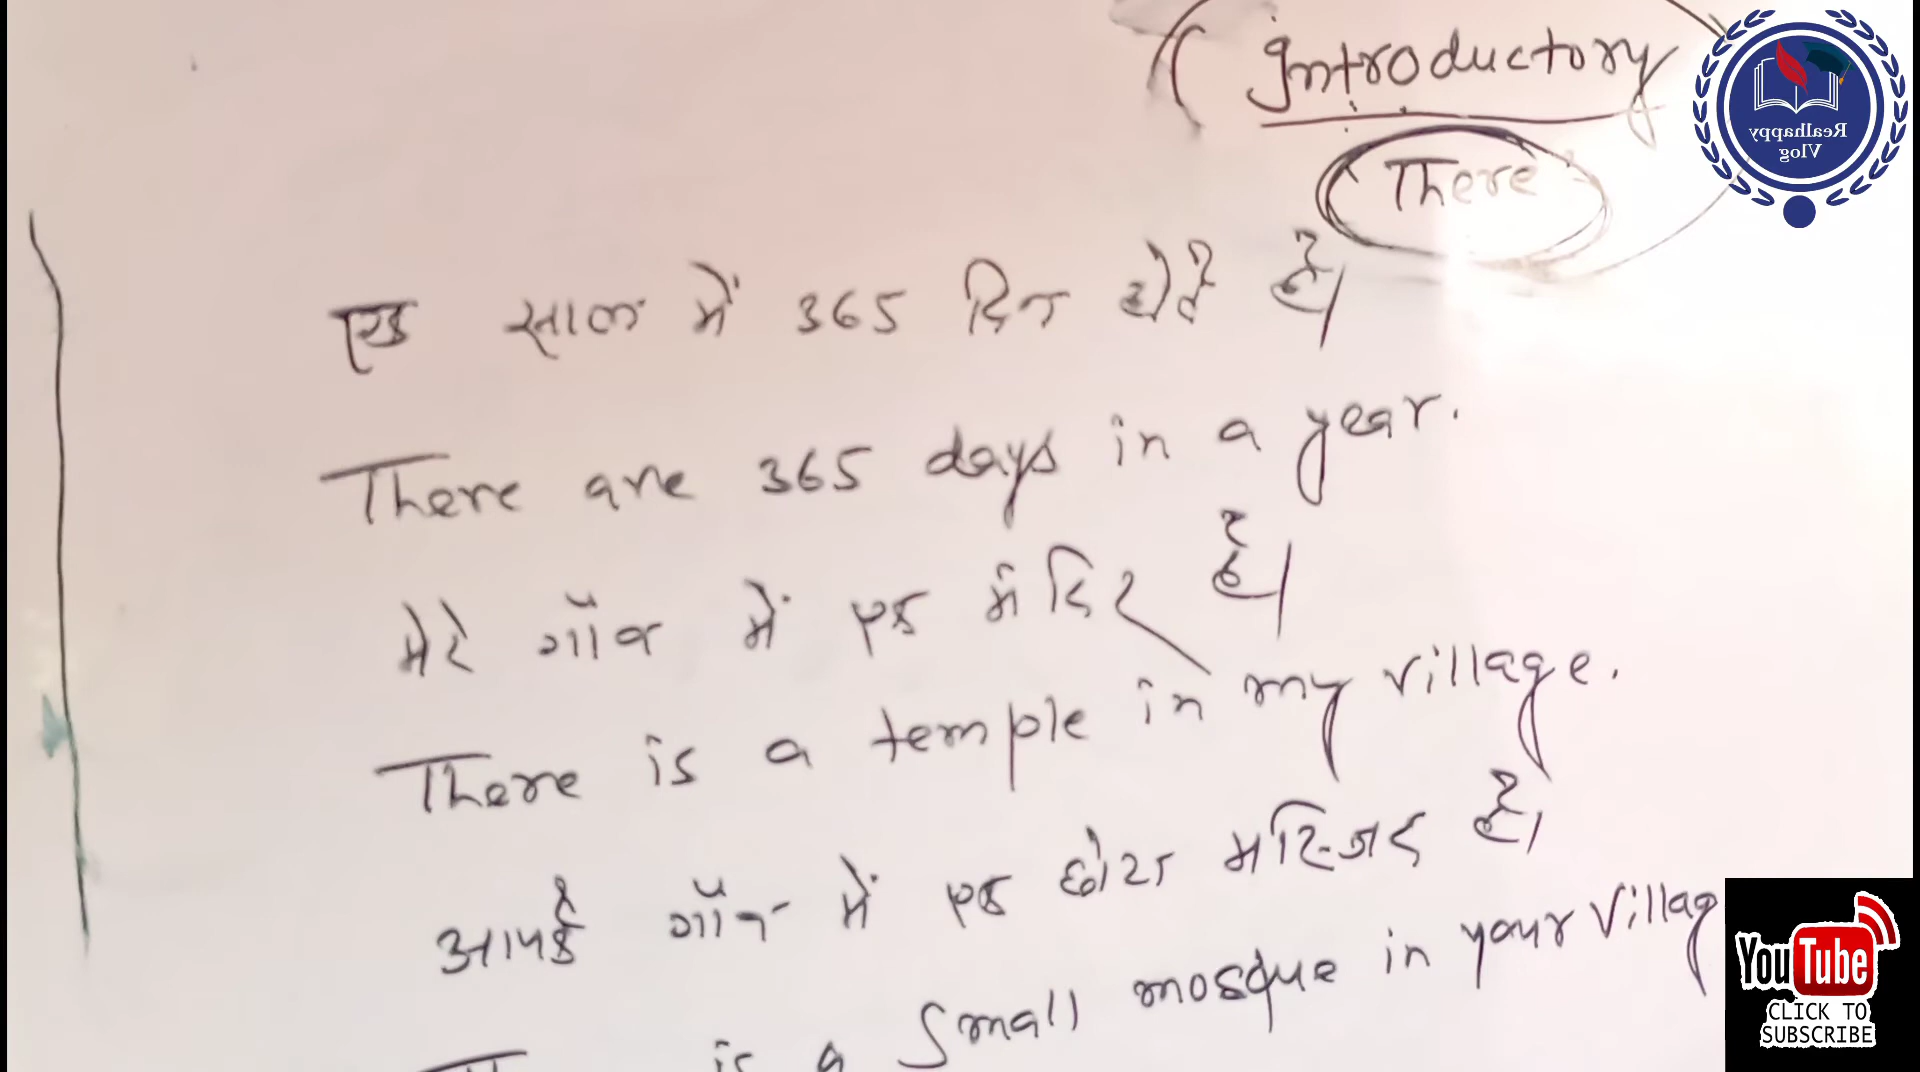 ( Introductory
There
एक साल में 365 दिन होते हैं।
There are 365 days in a year.
मेरे गाँव में एक मंदिर है।
There is a temple in my village.
आपके गाँव में एक छोटा मस्जिद है।
is a small mosque in your villag
Realhappy
Vlog
YouTube
CLICK TO
SUBSCRIBE